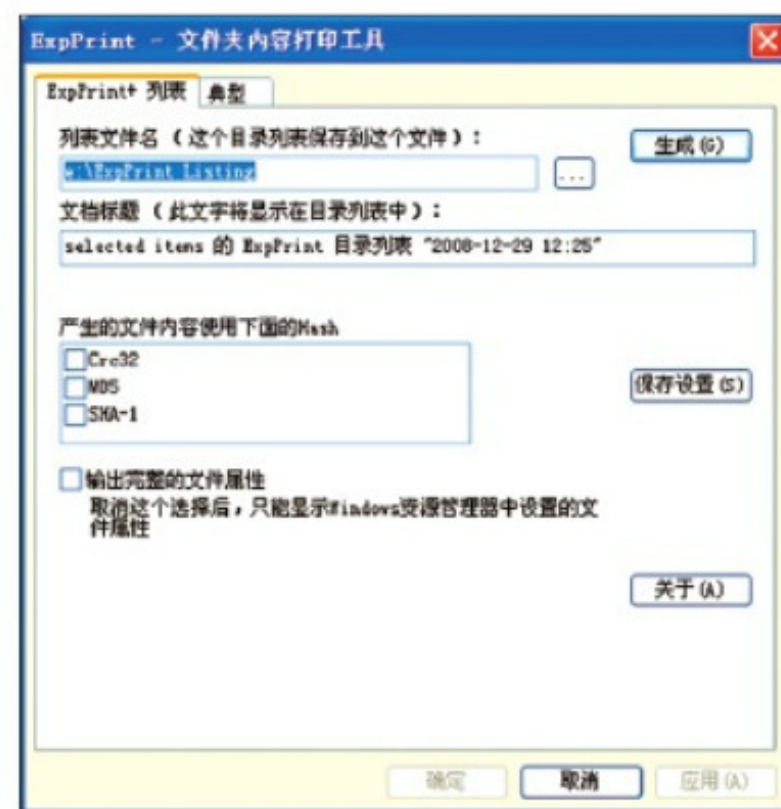 ExpPrint - 文件夹内容打印工具
ExpPrint+ 列表 典型
列表文件名 （这个目录列表保存到这个文件）：
生成(G)
e:\ExpPrint Listing
...
文档标题 （此文字将显示在目录列表中）：
selected items 的 ExpPrint 目录列表 "2008-12-29 12:25"
产生的文件内容使用下面的Hash
Crc32
MD5
保存设置(S)
SHA-1
输出完整的文件属性
取消这个选择后，只能显示Windows资源管理器中设置的文
件属性
关于(A)
确定 取消 应用(A)